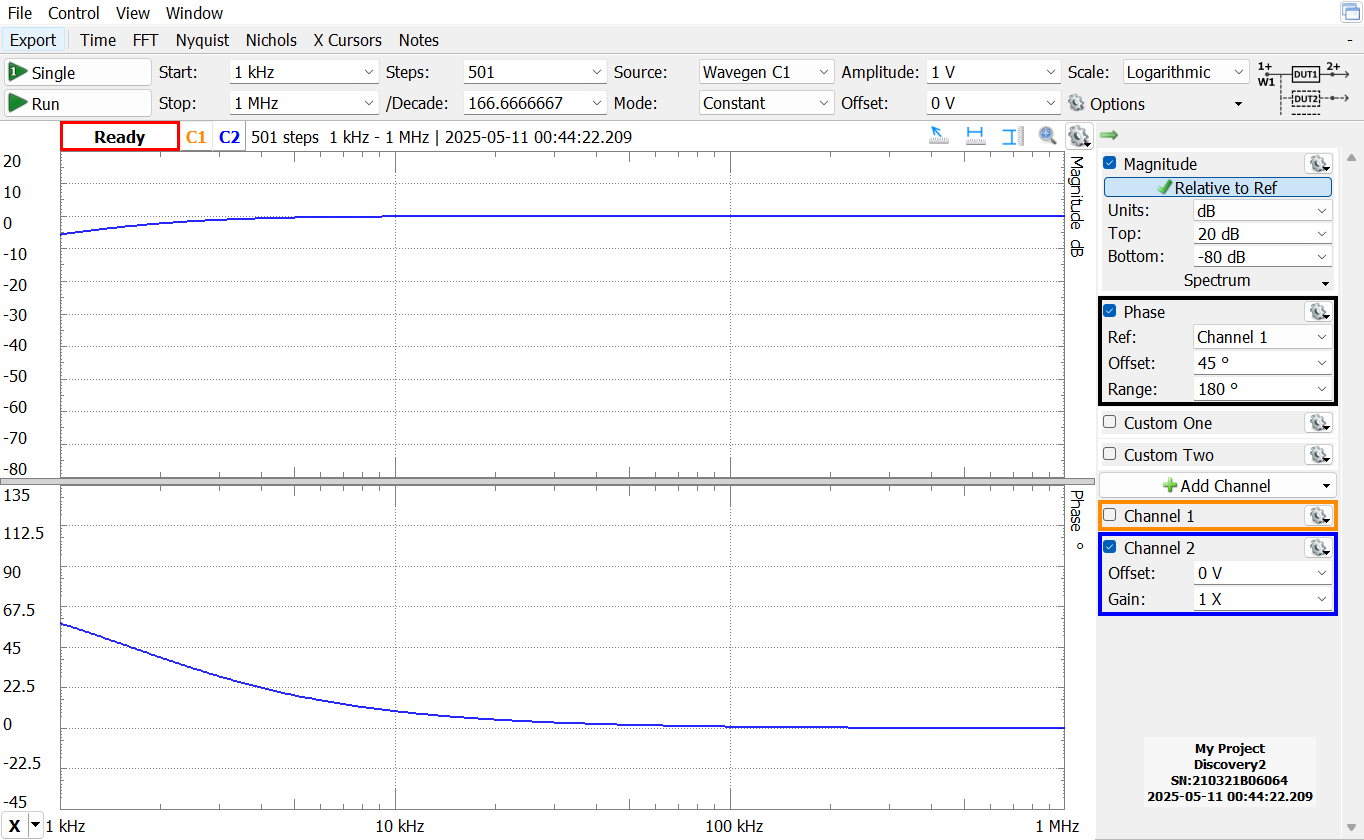 File Control View Window
Export Time FFT Nyquist Nichols X Cursors Notes -
1 Single Start: 1 kHz Steps: 501 Source: Wavegen C1 Amplitude: 1 V Scale: Logarithmic 1+ W1 DUT1 2+
Run Stop: 1 MHz /Decade: 166.6666667 Mode: Constant Offset: 0 V Options DUT2
Ready C1 C2 501 steps 1 kHz - 1 MHz | 2025-05-11 00:44:22.209
20
10
0
-10
-20
-30
-40
-50
-60
-70
-80
Magnitude dB
135
112.5
90
67.5
45
22.5
0
-22.5
-45
Phase °
X 1 kHz 10 kHz 100 kHz 1 MHz
Magnitude
Relative to Ref
Units: dB
Top: 20 dB
Bottom: -80 dB
Spectrum
Phase
Ref: Channel 1
Offset: 45 °
Range: 180 °
Custom One
Custom Two
Add Channel
Channel 1
Channel 2
Offset: 0 V
Gain: 1 X
My Project
Discovery2
SN:210321B06064
2025-05-11 00:44:22.209